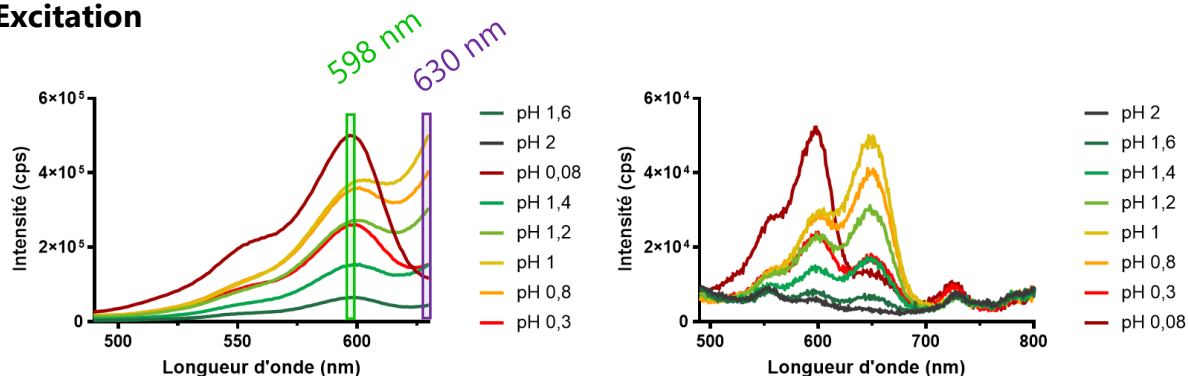 Excitation
598 nm
630 nm
6×10⁵
4×10⁵
2×10⁵
0
500
550
600
Intensité (cps)
Longueur d'onde (nm)
pH 1,6
pH 2
pH 0,08
pH 1,4
pH 1,2
pH 1
pH 0,8
pH 0,3
6×10⁴
4×10⁴
2×10⁴
0
500
600
700
800
Intensité (cps)
Longueur d'onde (nm)
pH 2
pH 1,6
pH 1,4
pH 1,2
pH 1
pH 0,8
pH 0,3
pH 0,08